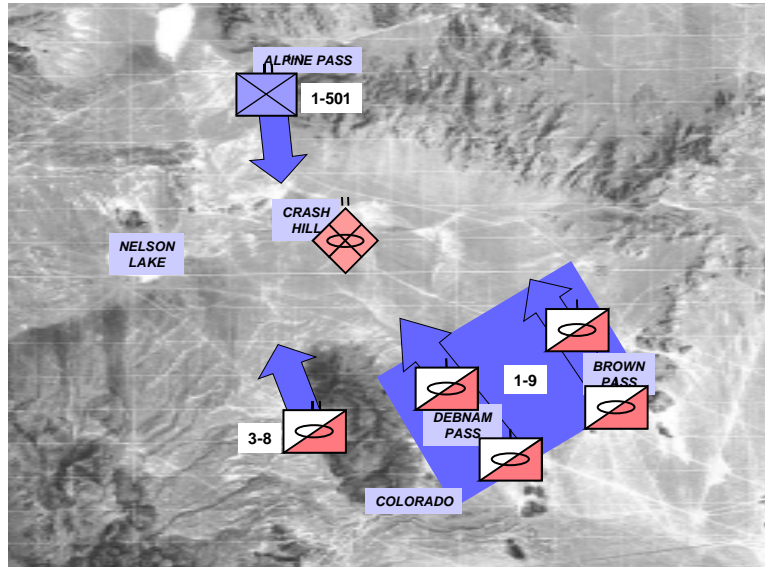 ALPINE PASS
1-501
CRASH
HILL
NELSON
LAKE
1-9
BROWN
PASS
DEBNAM
PASS
3-8
COLORADO